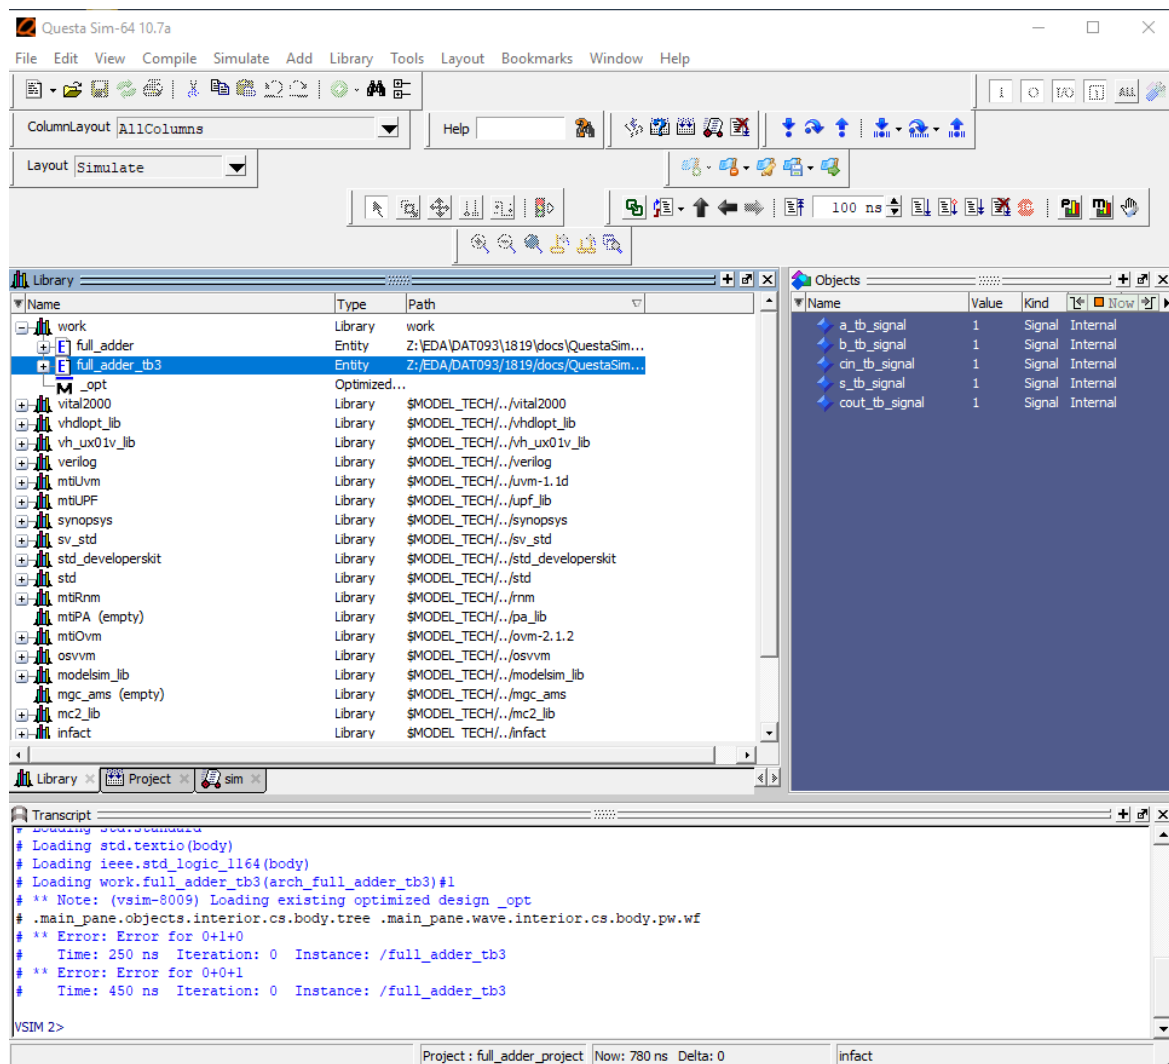 Questa Sim-64 10.7a
File Edit View Compile Simulate Add Library Tools Layout Bookmarks Window Help
1 O I/O 1 ALL
ColumnLayout AllColumns
Help
Layout Simulate
100 ns
Library
Name Type Path
work Library work
full_adder Entity Z:\EDA\DAT093\1819\docs\QuestaSim...
full_adder_tb3 Entity Z:/EDA/DAT093/1819/docs/QuestaSim...
M _opt Optimized...
vital2000 Library $MODEL_TECH/../vital2000
vhdlopt_lib Library $MODEL_TECH/../vhdlopt_lib
vh_ux01v_lib Library $MODEL_TECH/../vh_ux01v_lib
verilog Library $MODEL_TECH/../verilog
mtiUvm Library $MODEL_TECH/../uvm-1.1d
mtiUPF Library $MODEL_TECH/../upf_lib
synopsys Library $MODEL_TECH/../synopsys
sv_std Library $MODEL_TECH/../sv_std
std_developerskit Library $MODEL_TECH/../std_developerskit
std Library $MODEL_TECH/../std
mtiRnm Library $MODEL_TECH/../rnm
mtiPA (empty) Library $MODEL_TECH/../pa_lib
mtiOvm Library $MODEL_TECH/../ovm-2.1.2
osvvm Library $MODEL_TECH/../osvvm
modelsim_lib Library $MODEL_TECH/../modelsim_lib
mgc_ams (empty) Library $MODEL_TECH/../mgc_ams
mc2_lib Library $MODEL_TECH/../mc2_lib
infact Library $MODEL_TECH/../infact
Library Project sim
Objects
Name Value Kind Now
a_tb_signal 1 Signal Internal
b_tb_signal 1 Signal Internal
cin_tb_signal 1 Signal Internal
s_tb_signal 1 Signal Internal
cout_tb_signal 1 Signal Internal
Transcript
# Loading std.standard
# Loading std.textio(body)
# Loading ieee.std_logic_1164(body)
# Loading work.full_adder_tb3(arch_full_adder_tb3)#1
# ** Note: (vsim-8009) Loading existing optimized design _opt
# .main_pane.objects.interior.cs.body.tree .main_pane.wave.interior.cs.body.pw.wf
# ** Error: Error for 0+1+0
# Time: 250 ns Iteration: 0 Instance: /full_adder_tb3
# ** Error: Error for 0+0+1
# Time: 450 ns Iteration: 0 Instance: /full_adder_tb3
VSIM 2>
Project : full_adder_project Now: 780 ns Delta: 0 infact